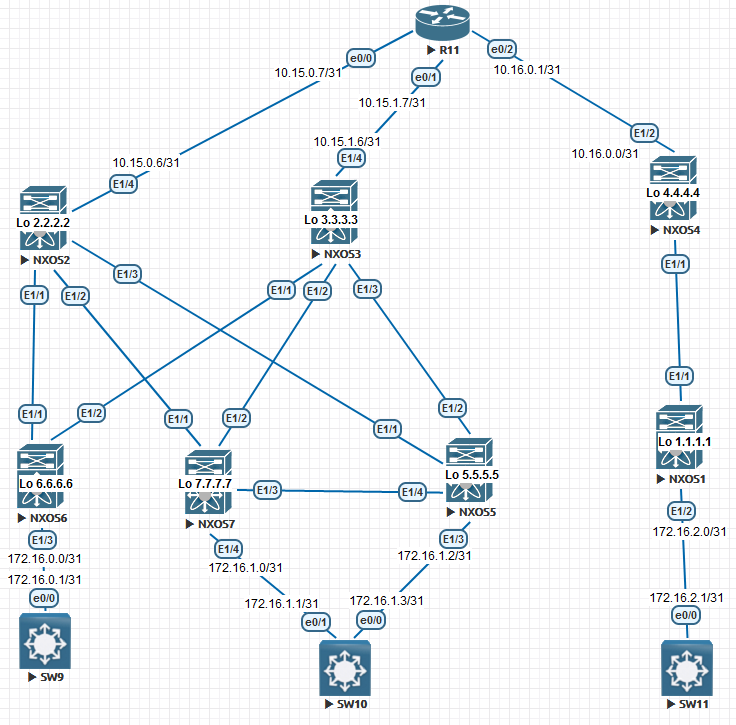 R11
e0/0
e0/2
e0/1
10.15.0.7/31
10.16.0.1/31
10.15.1.7/31
E1/2
10.15.1.6/31
10.16.0.0/31
E1/4
10.15.0.6/31
E1/4
Lo 2.2.2.2
NXOS2
Lo 3.3.3.3
NXOS3
Lo 4.4.4.4
NXOS4
E1/1
E1/2
E1/3
E1/1
E1/2
E1/3
E1/1
E1/1
E1/2
E1/1
E1/2
E1/2
E1/1
E1/1
Lo 6.6.6.6
NXOS6
Lo 7.7.7.7
NXOS7
E1/3
E1/4
Lo 5.5.5.5
NXOS5
Lo 1.1.1.1
NXOS1
E1/3
E1/4
E1/3
E1/2
172.16.0.0/31
172.16.1.0/31
172.16.1.2/31
172.16.2.0/31
172.16.0.1/31
172.16.1.1/31
172.16.1.3/31
172.16.2.1/31
e0/0
e0/1
e0/0
e0/0
SW9
SW10
SW11